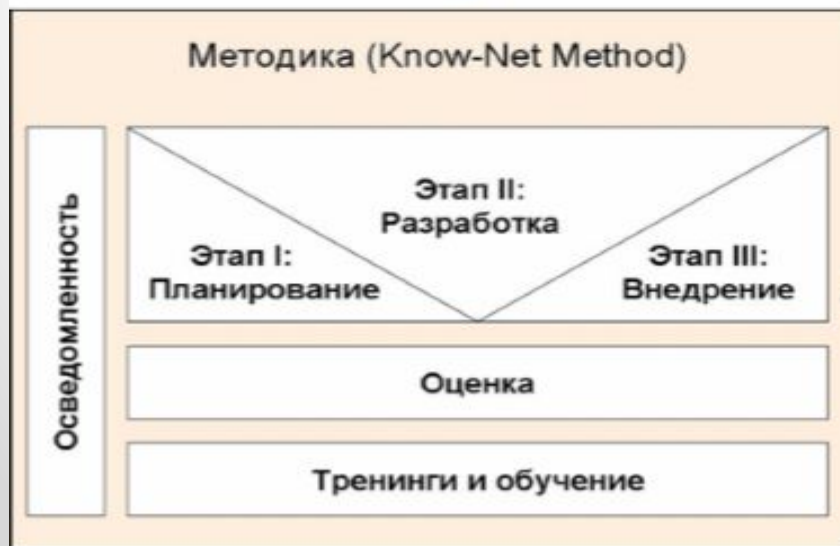 Методика (Know-Net Method)
Осведомленность
Этап I:
Планирование
Этап II:
Разработка
Этап III:
Внедрение
Оценка
Тренинги и обучение